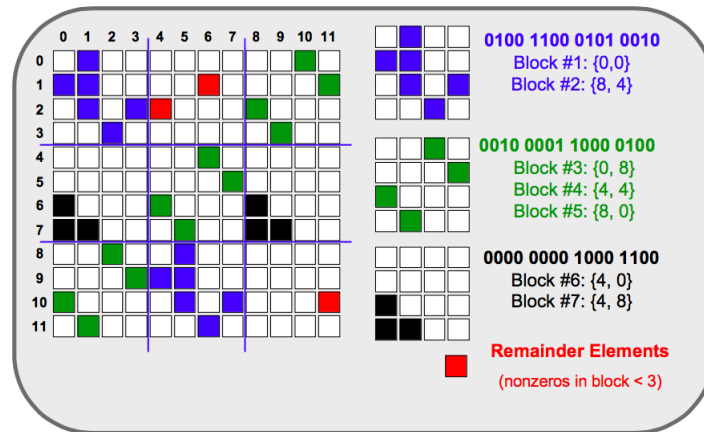 0 1 2 3 4 5 6 7 8 9 10 11
0
1
2
3
4
5
6
7
8
9
10
11
0100 1100 0101 0010
Block #1: {0,0}
Block #2: {8, 4}
0010 0001 1000 0100
Block #3: {0, 8}
Block #4: {4, 4}
Block #5: {8, 0}
0000 0000 1000 1100
Block #6: {4, 0}
Block #7: {4, 8}
Remainder Elements
(nonzeros in block < 3)